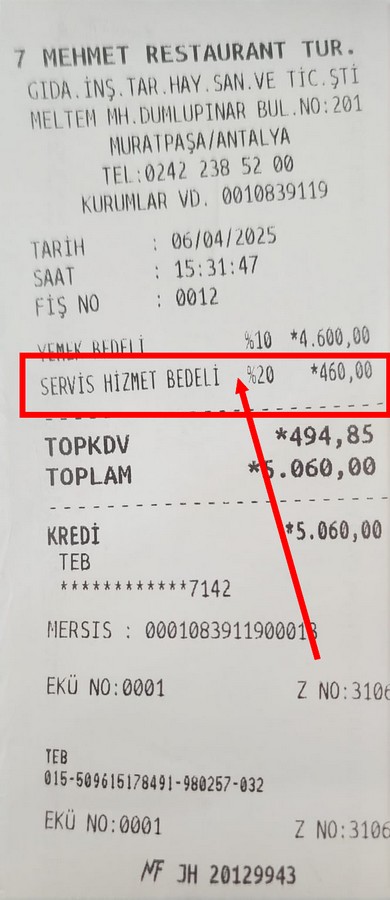 7 MEHMET RESTAURANT TUR.
GIDA.İNŞ.TAR.HAY.SAN.VE TİC.ŞTİ
MELTEM MH.DUMLUPINAR BUL.NO:201
MURATPAŞA/ANTALYA
TEL:0242 238 52 00
KURUMLAR VD. 0010839119
TARİH : 06/04/2025
SAAT : 15:31:47
FİŞ NO : 0012
YEMEK BEDELİ %10 *4.600,00
SERVİS HİZMET BEDELİ %20 *460,00
TOPKDV *494,85
TOPLAM *5.060,00
KREDİ *5.060,00
TEB
************7142
MERSIS : 0001083911900018
EKÜ NO:0001 Z NO:3106
TEB
015-509615178491-980257-032
EKÜ NO:0001 Z NO:3106
MF JH 20129943